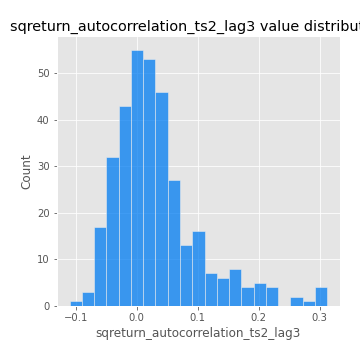 sqreturn_autocorrelation_ts2_lag3 value distribut
50
40
30
20
10
0
Count
−0.1 0.0 0.1 0.2 0.3
sqreturn_autocorrelation_ts2_lag3